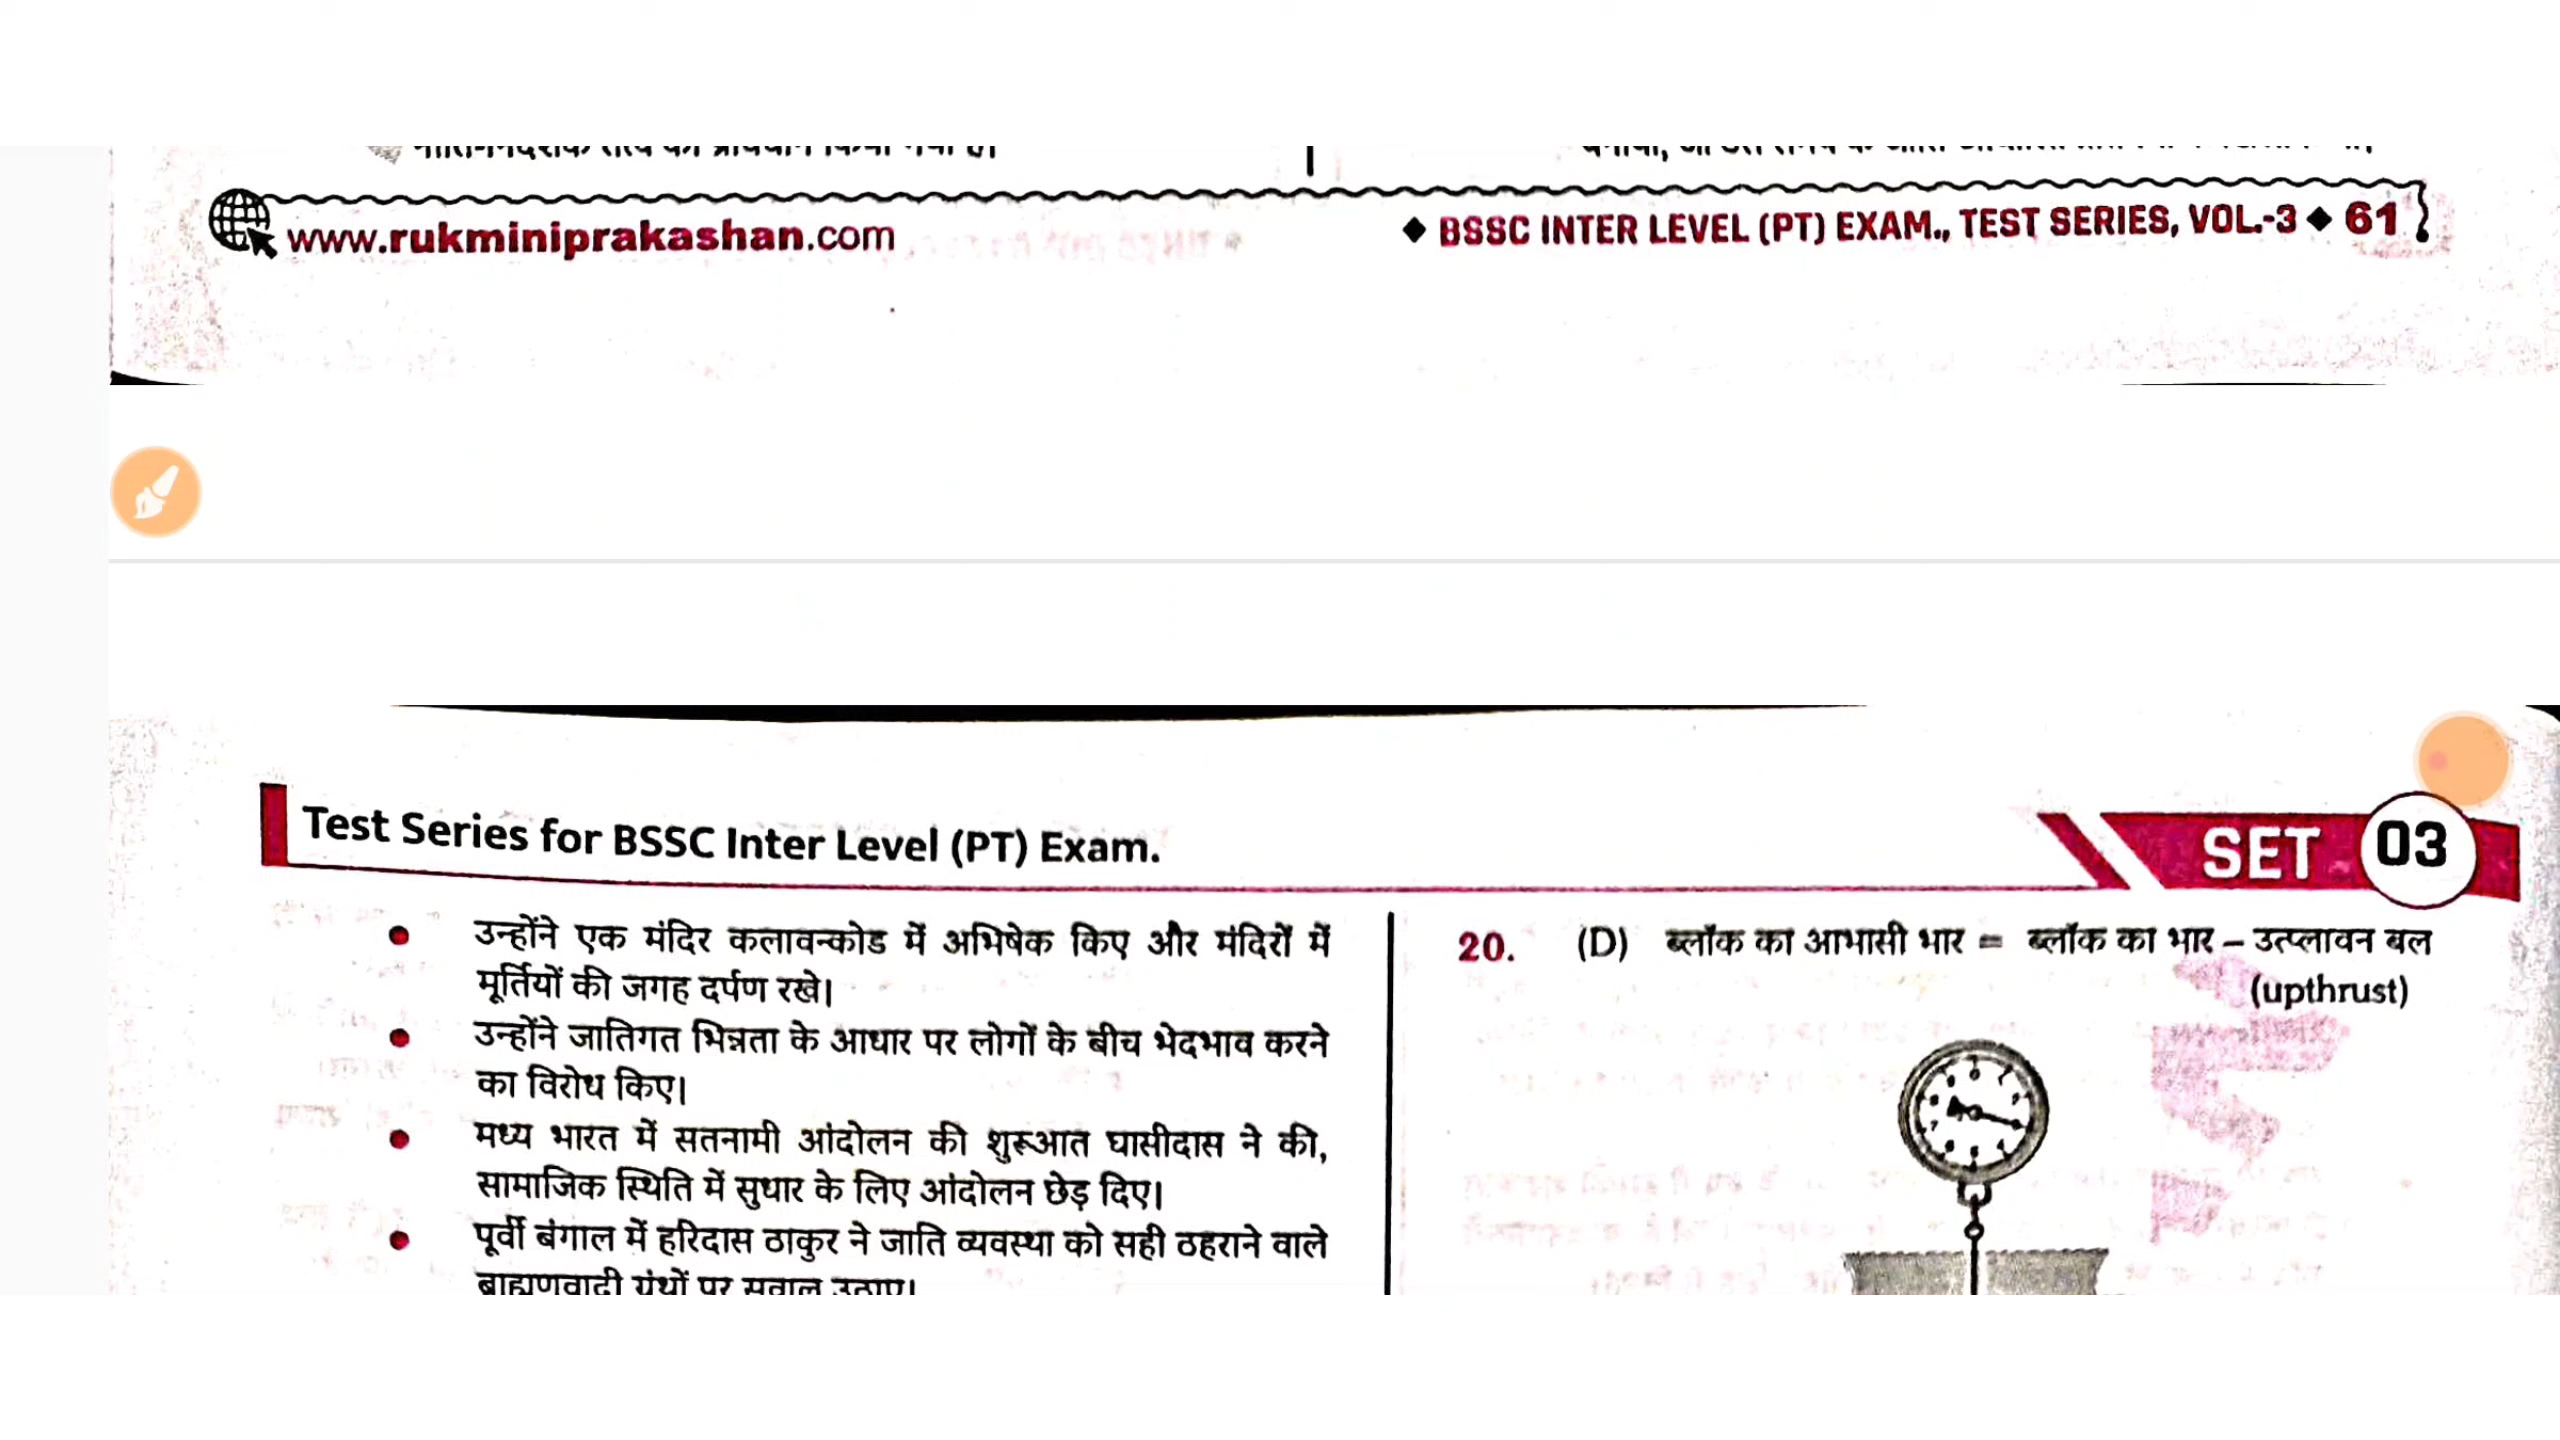 www.rukminiprakashan.com
◆ BSSC INTER LEVEL (PT) EXAM., TEST SERIES, VOL.-3 ◆ 61
Test Series for BSSC Inter Level (PT) Exam.
SET 03
● उन्होंने एक मंदिर कलावन्कोड में अभिषेक किए और मंदिरों में
मूर्तियों की जगह दर्पण रखे।
● उन्होंने जातिगत भिन्नता के आधार पर लोगों के बीच भेदभाव करने
का विरोध किए।
● मध्य भारत में सतनामी आंदोलन की शुरूआत घासीदास ने की,
सामाजिक स्थिति में सुधार के लिए आंदोलन छेड़ दिए।
● पूर्वी बंगाल में हरिदास ठाकुर ने जाति व्यवस्था को सही ठहराने वाले
ब्राह्मणवादी ग्रंथों पर सवाल उठाए।
20. (D) ब्लॉक का आभासी भार = ब्लॉक का भार – उत्प्लावन बल
(upthrust)